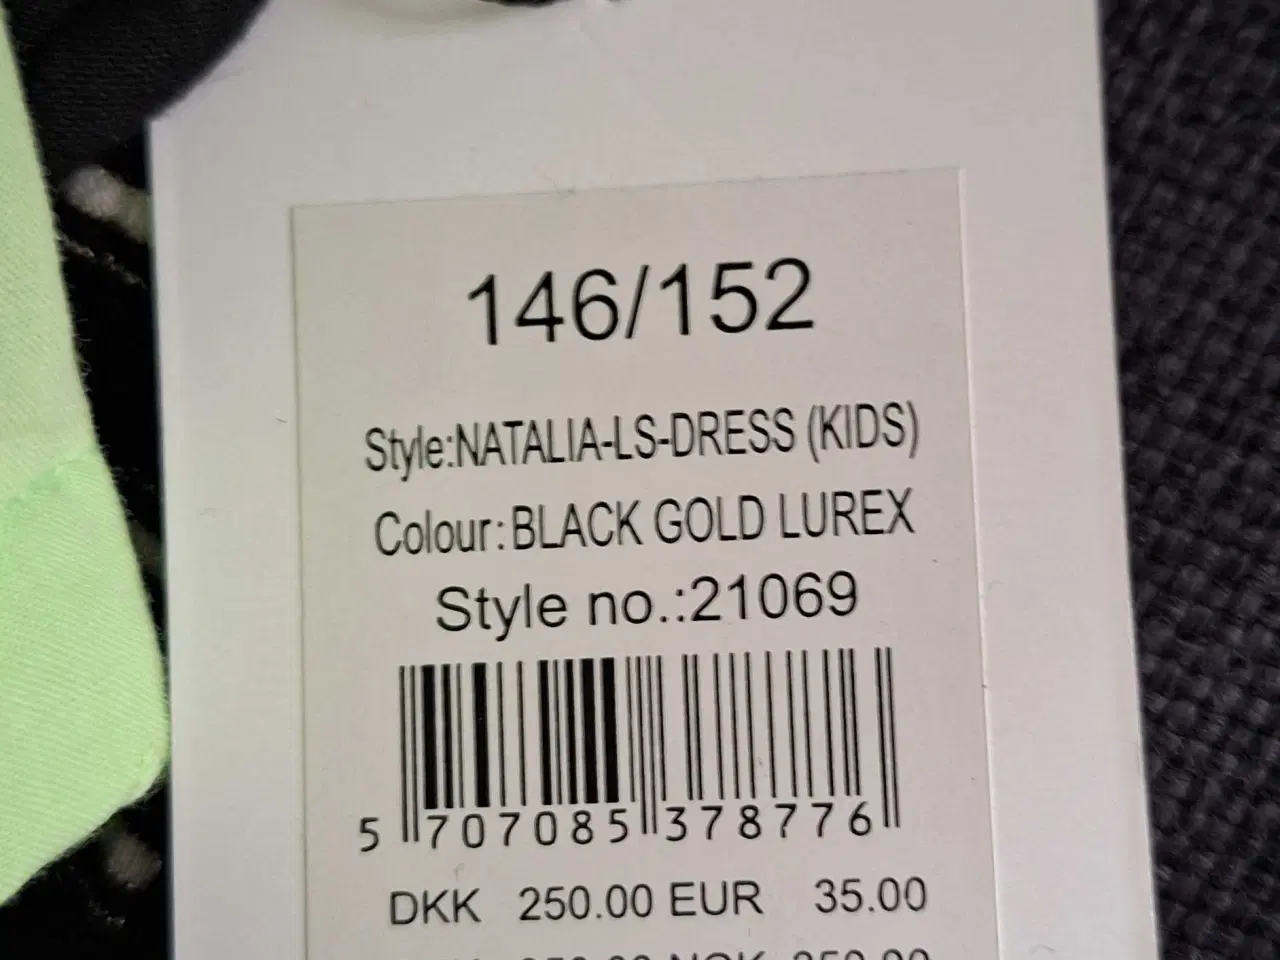 146/152
Style:NATALIA-LS-DRESS (KIDS)
Colour:BLACK GOLD LUREX
Style no.:21069
5 707085 378776
DKK 250.00 EUR 35.00